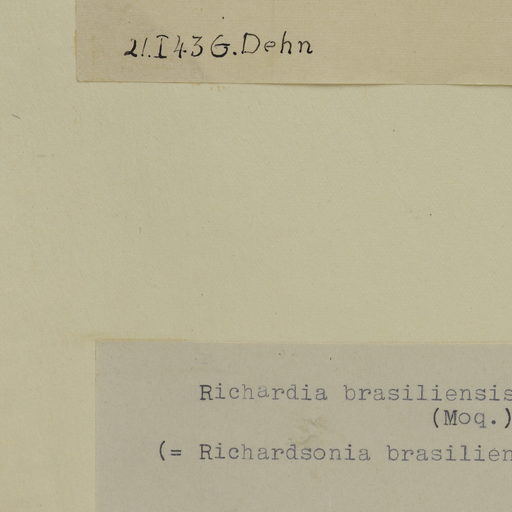 21.I 43 G. Dehn
Richardia brasiliensis
(Moq.)
(= Richardsonia brasilien